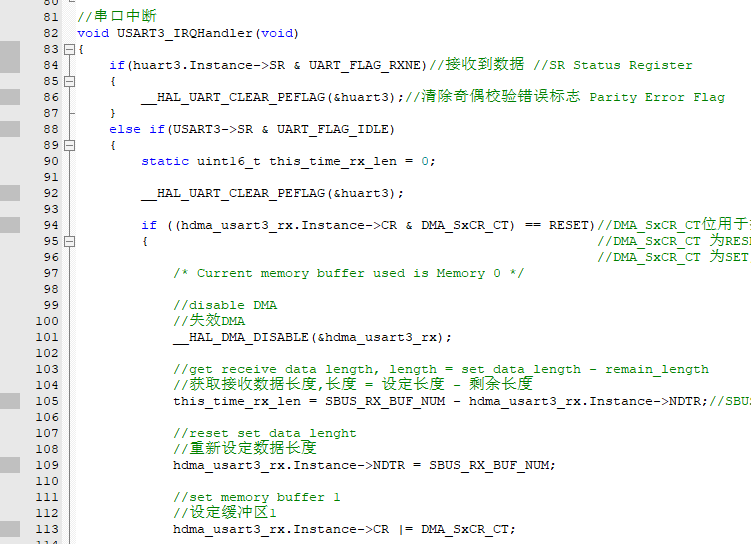 80
81 //串口中断
82 void USART3_IRQHandler(void)
83 {
84 if(huart3.Instance->SR & UART_FLAG_RXNE)//接收到数据 //SR Status Register
85 {
86 __HAL_UART_CLEAR_PEFLAG(&huart3);//清除奇偶校验错误标志 Parity Error Flag
87 }
88 else if(USART3->SR & UART_FLAG_IDLE)
89 {
90 static uint16_t this_time_rx_len = 0;
91
92 __HAL_UART_CLEAR_PEFLAG(&huart3);
93
94 if ((hdma_usart3_rx.Instance->CR & DMA_SxCR_CT) == RESET)//DMA_SxCR_CT位用于
95 { //DMA_SxCR_CT 为RES
96 //DMA_SxCR_CT 为SET
97 /* Current memory buffer used is Memory 0 */
98
99 //disable DMA
100 //失效DMA
101 __HAL_DMA_DISABLE(&hdma_usart3_rx);
102
103 //get receive data length, length = set_data_length - remain_length
104 //获取接收数据长度,长度 = 设定长度 - 剩余长度
105 this_time_rx_len = SBUS_RX_BUF_NUM - hdma_usart3_rx.Instance->NDTR;//SBU
106
107 //reset set_data_lenght
108 //重新设定数据长度
109 hdma_usart3_rx.Instance->NDTR = SBUS_RX_BUF_NUM;
110
111 //set memory buffer 1
112 //设定缓冲区1
113 hdma_usart3_rx.Instance->CR |= DMA_SxCR_CT;